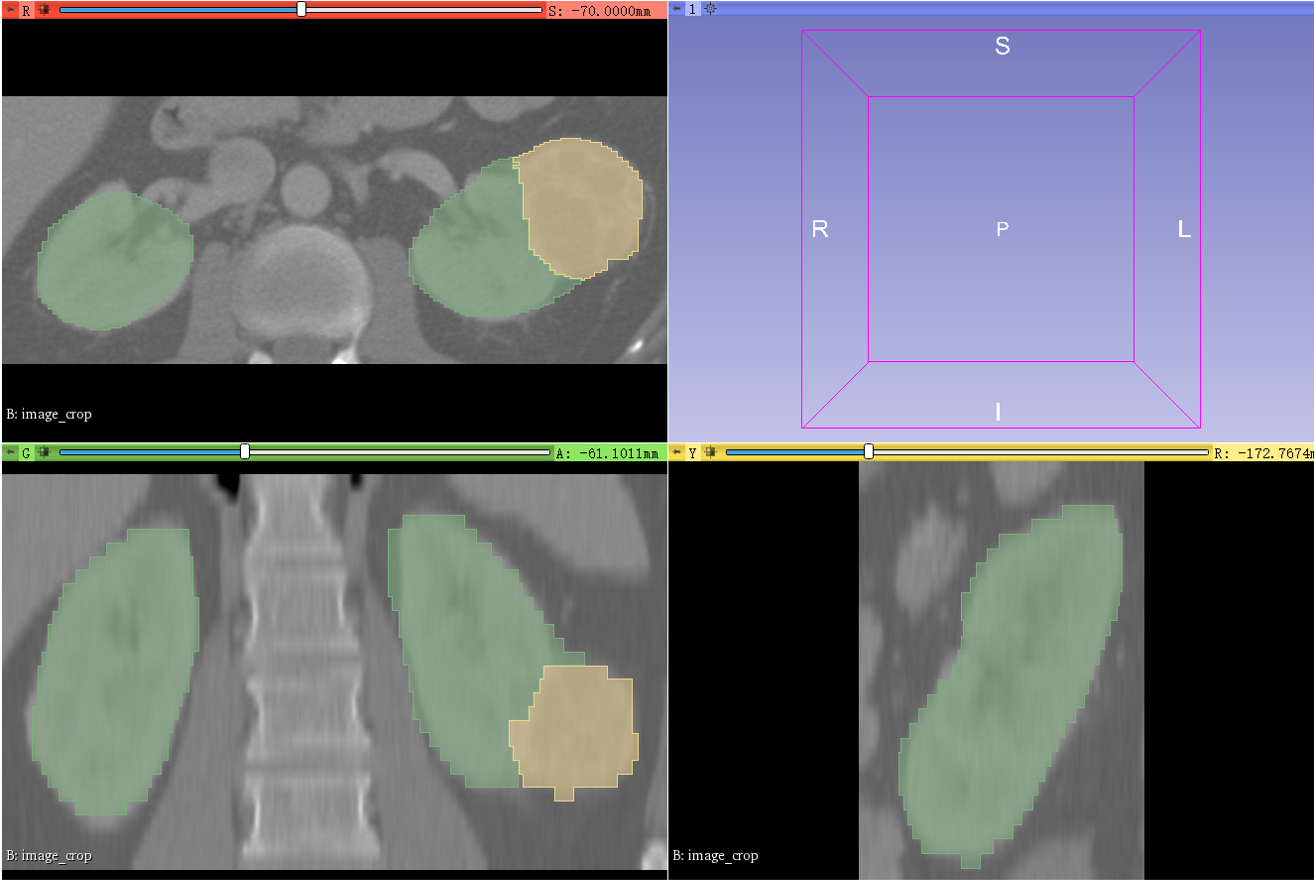 R S: -70.0000mm
1
S
R P L
I
B: image_crop
G A: -61.1011mm
Y R: -172.7674m
B: image_crop
B: image_crop